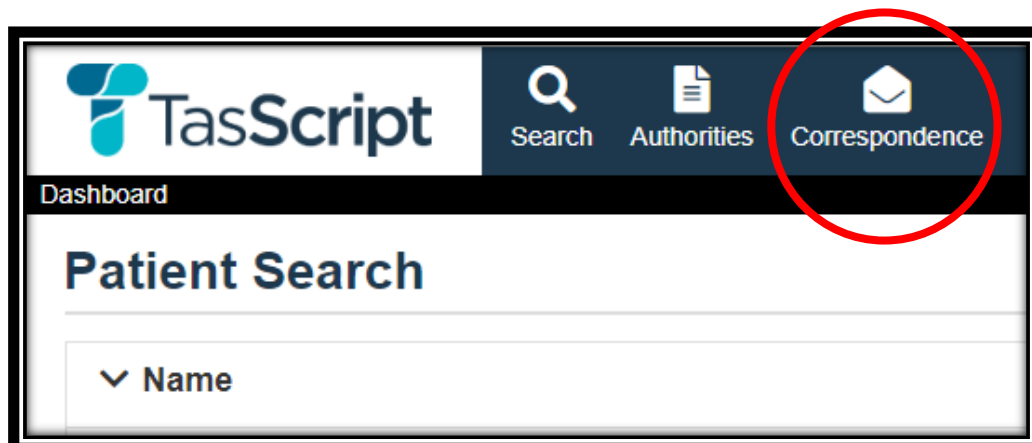 TasScript
Search Authorities Correspondence
Dashboard
Patient Search
Name